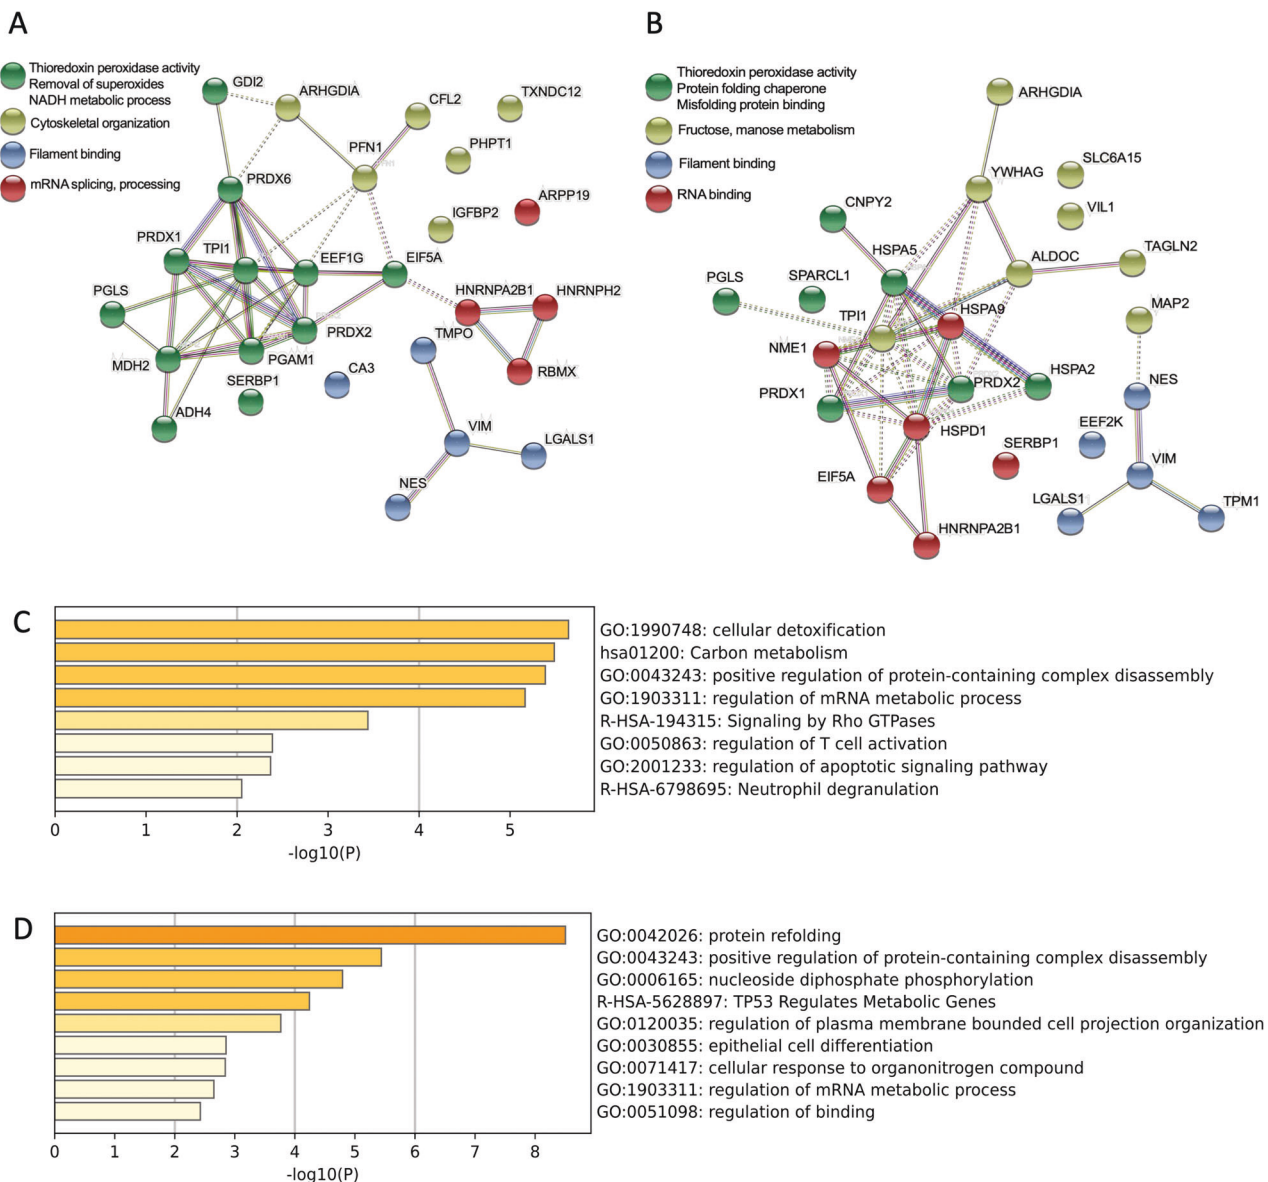 A
Thioredoxin peroxidase activity
Removal of superoxides
NADH metabolic process
Cytoskeletal organization
Filament binding
mRNA splicing, processing
GDI2
ARHGDIA
CFL2
TXNDC12
PFN1
PHPT1
PRDX6
ARPP19
IGFBP2
PRDX1
TPI1
EEF1G
EIF5A
PGLS
HNRNPA2B1
HNRNPH2
PRDX2
TMPO
MDH2
PGAM1
CA3
RBMX
SERBP1
ADH4
VIM
LGALS1
NES
B
Thioredoxin peroxidase activity
Protein folding chaperone
Misfolding protein binding
Fructose, manose metabolism
Filament binding
RNA binding
ARHGDIA
YWHAG
SLC6A15
CNPY2
VIL1
HSPA5
ALDOC
TAGLN2
PGLS
SPARCL1
HSPA9
MAP2
TPI1
NME1
PRDX2
HSPA2
NES
PRDX1
HSPD1
EEF2K
SERBP1
VIM
EIF5A
LGALS1
TPM1
HNRNPA2B1
C
GO:1990748: cellular detoxification
hsa01200: Carbon metabolism
GO:0043243: positive regulation of protein-containing complex disassembly
GO:1903311: regulation of mRNA metabolic process
R-HSA-194315: Signaling by Rho GTPases
GO:0050863: regulation of T cell activation
GO:2001233: regulation of apoptotic signaling pathway
R-HSA-6798695: Neutrophil degranulation
0 1 2 3 4 5
-log10(P)
D
GO:0042026: protein refolding
GO:0043243: positive regulation of protein-containing complex disassembly
GO:0006165: nucleoside diphosphate phosphorylation
R-HSA-5628897: TP53 Regulates Metabolic Genes
GO:0120035: regulation of plasma membrane bounded cell projection organization
GO:0030855: epithelial cell differentiation
GO:0071417: cellular response to organonitrogen compound
GO:1903311: regulation of mRNA metabolic process
GO:0051098: regulation of binding
0 1 2 3 4 5 6 7 8
-log10(P)